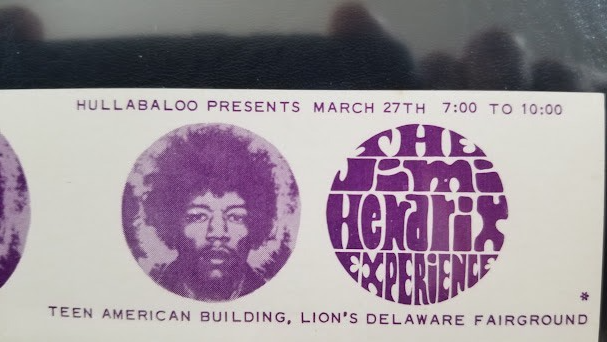 HULLABALOO PRESENTS MARCH 27TH 7:00 TO 10:00
THE
Jimi
HENdRIX
EXPERIENCE
*
TEEN AMERICAN BUILDING, LION'S DELAWARE FAIRGROUND